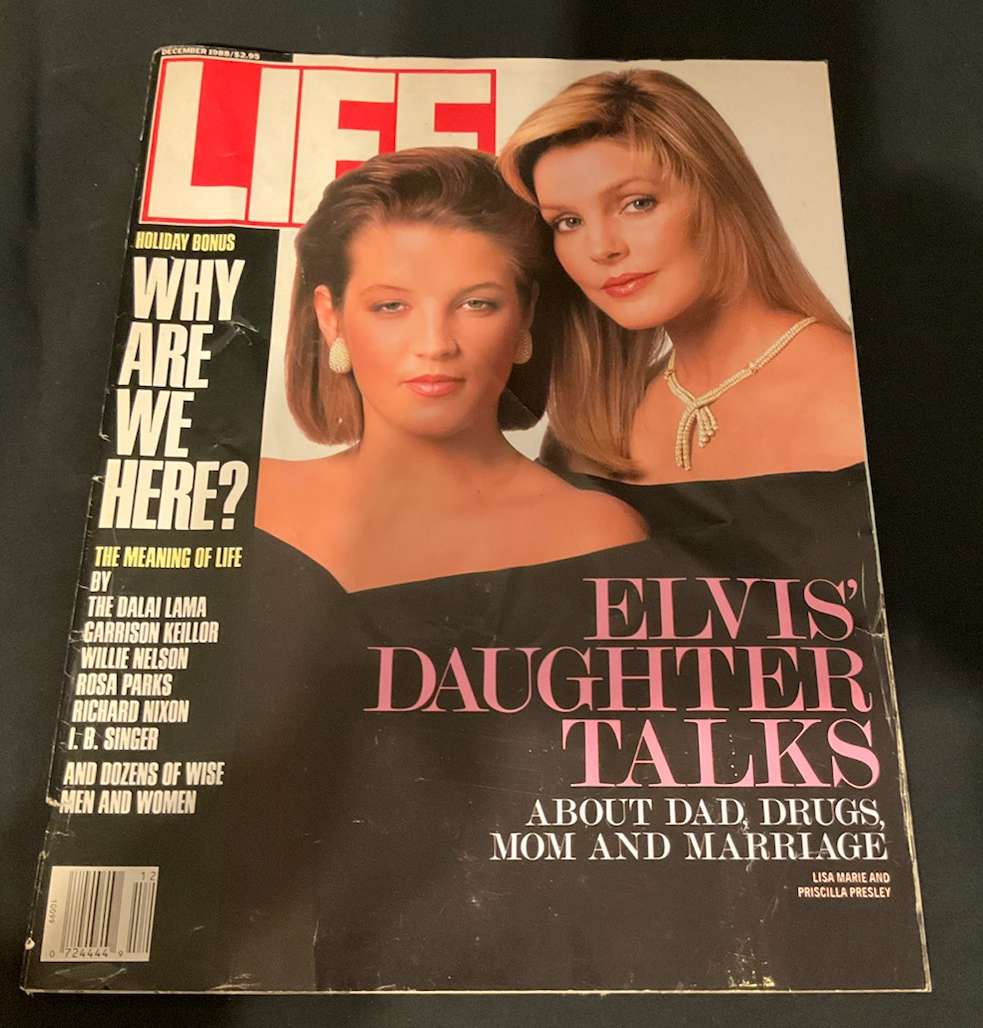 DECEMBER 1988/$2.95
LIFE
HOLIDAY BONUS
WHY
ARE
WE
HERE?
THE MEANING OF LIFE
BY
THE DALAI LAMA
GARRISON KEILLOR
WILLIE NELSON
ROSA PARKS
RICHARD NIXON
I. B. SINGER
AND DOZENS OF WISE
MEN AND WOMEN
ELVIS'
DAUGHTER
TALKS
ABOUT DAD, DRUGS,
MOM AND MARRIAGE
LISA MARIE AND
PRISCILLA PRESLEY
12
10099
0 724444 9